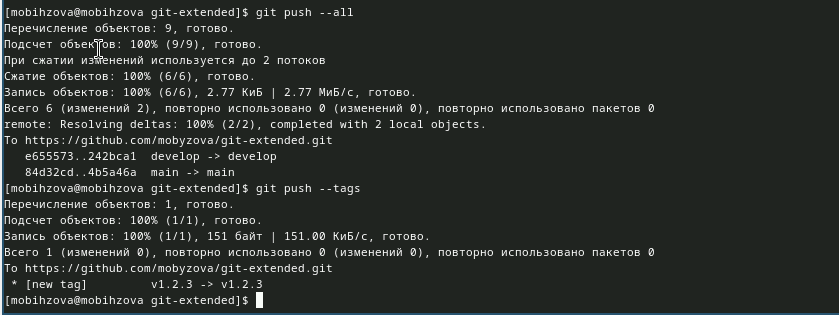 [mobihzova@mobihzova git-extended]$ git push --all
Перечисление объектов: 9, готово.
Подсчет объектов: 100% (9/9), готово.
При сжатии изменений используется до 2 потоков
Сжатие объектов: 100% (6/6), готово.
Запись объектов: 100% (6/6), 2.77 КиБ | 2.77 МиБ/с, готово.
Всего 6 (изменений 2), повторно использовано 0 (изменений 0), повторно использовано пакетов 0
remote: Resolving deltas: 100% (2/2), completed with 2 local objects.
To https://github.com/mobyzova/git-extended.git
   e655573..242bca1  develop -> develop
   84d32cd..4b5a46a  main -> main
[mobihzova@mobihzova git-extended]$ git push --tags
Перечисление объектов: 1, готово.
Подсчет объектов: 100% (1/1), готово.
Запись объектов: 100% (1/1), 151 байт | 151.00 КиБ/с, готово.
Всего 1 (изменений 0), повторно использовано 0 (изменений 0), повторно использовано пакетов 0
To https://github.com/mobyzova/git-extended.git
 * [new tag]         v1.2.3 -> v1.2.3
[mobihzova@mobihzova git-extended]$